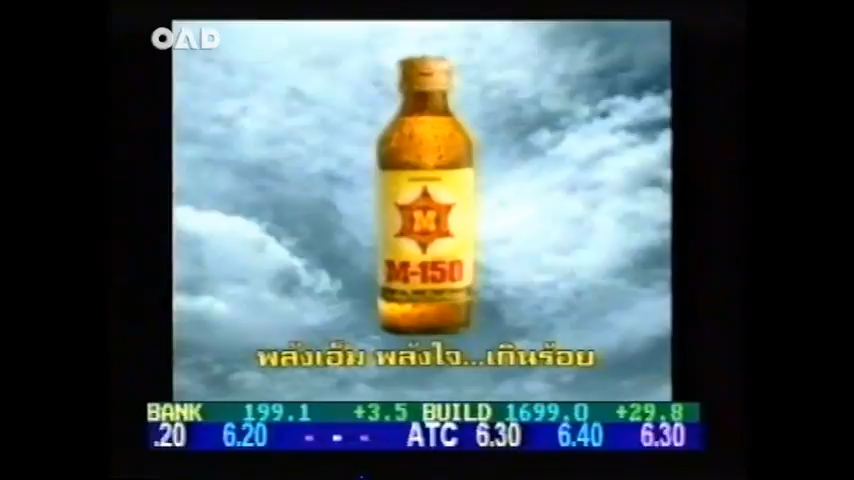 OAD
M
M-150
พลังเอ็ม พลังใจ...เกินร้อย
BANK 199.1 +3.5 BUILD 1699.0 +29.8
.20 6.20 - - - ATC 6.30 6.40 6.30